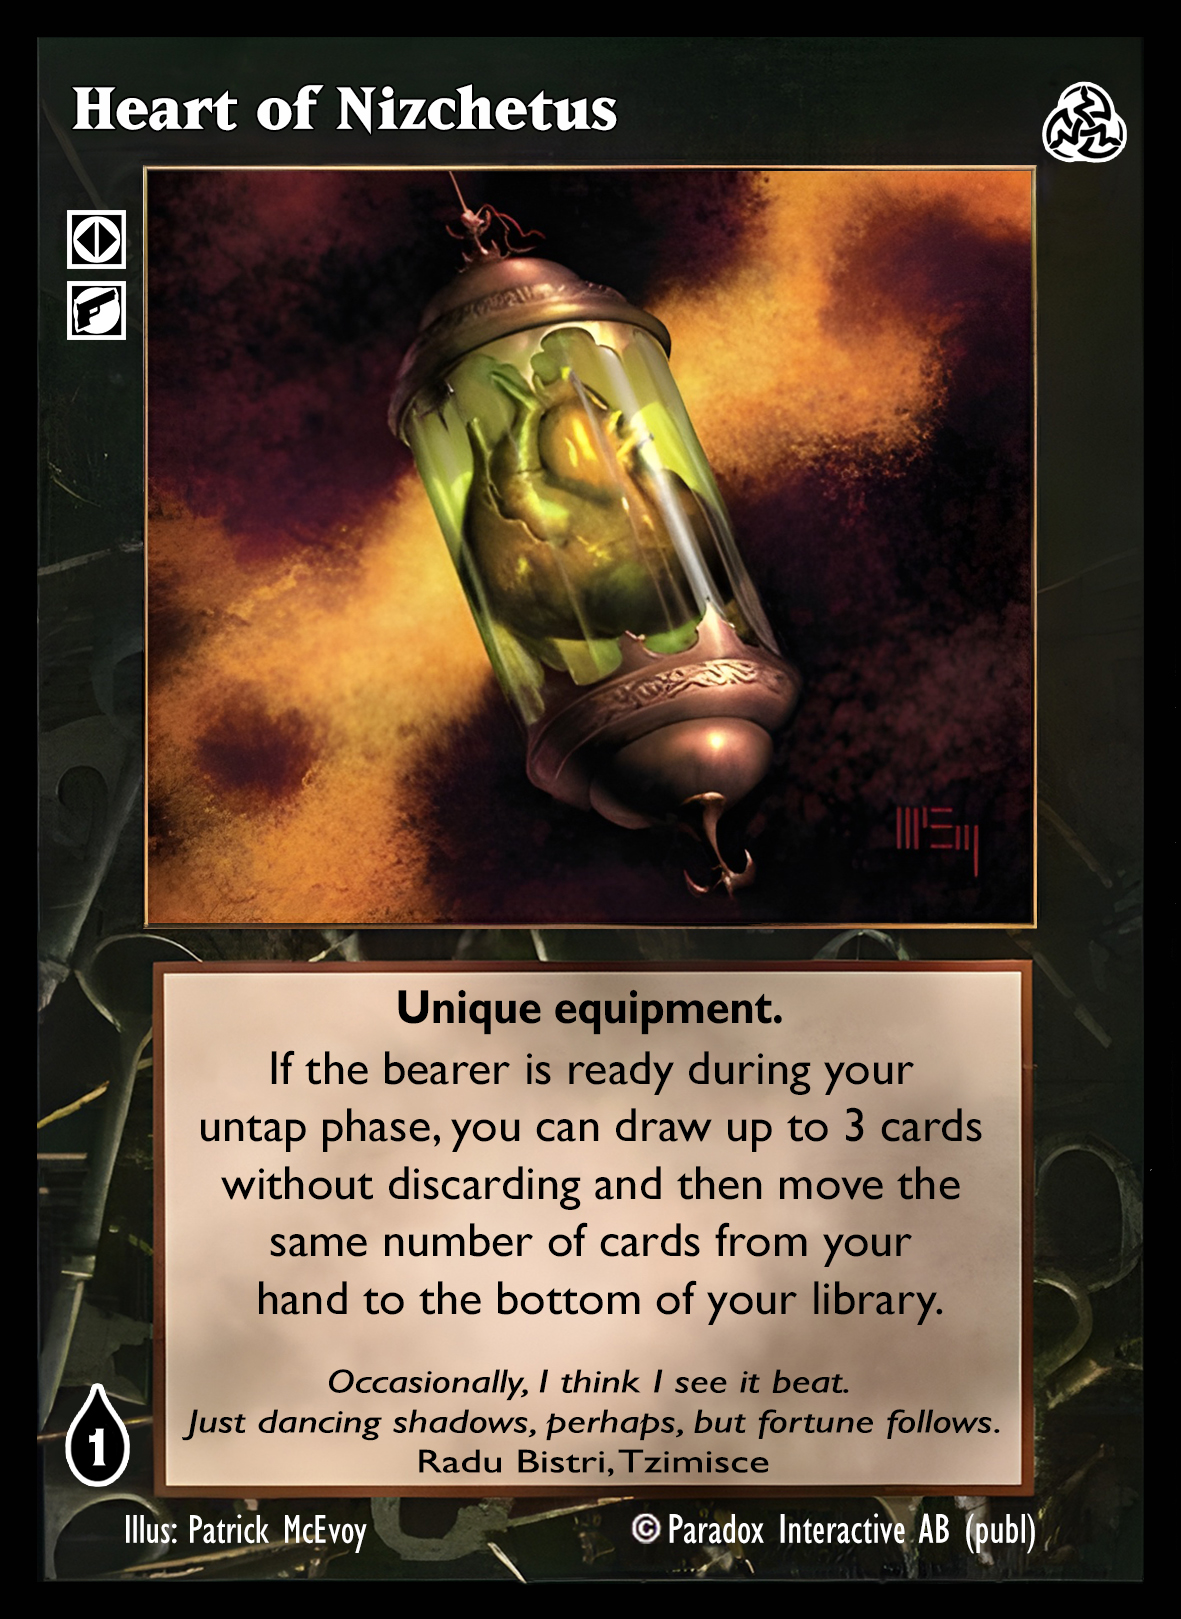 Heart of Nizchetus
Unique equipment.
If the bearer is ready during your
untap phase, you can draw up to 3 cards
without discarding and then move the
same number of cards from your
hand to the bottom of your library.
Occasionally, I think I see it beat.
Just dancing shadows, perhaps, but fortune follows.
Radu Bistri, Tzimisce
1
Illus: Patrick McEvoy
© Paradox Interactive AB (publ)